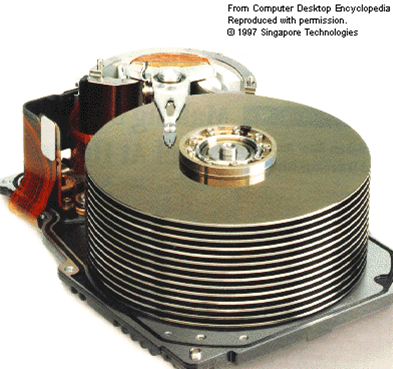 From Computer Desktop Encyclopedia
Reproduced with permission.
© 1997 Singapore Technologies